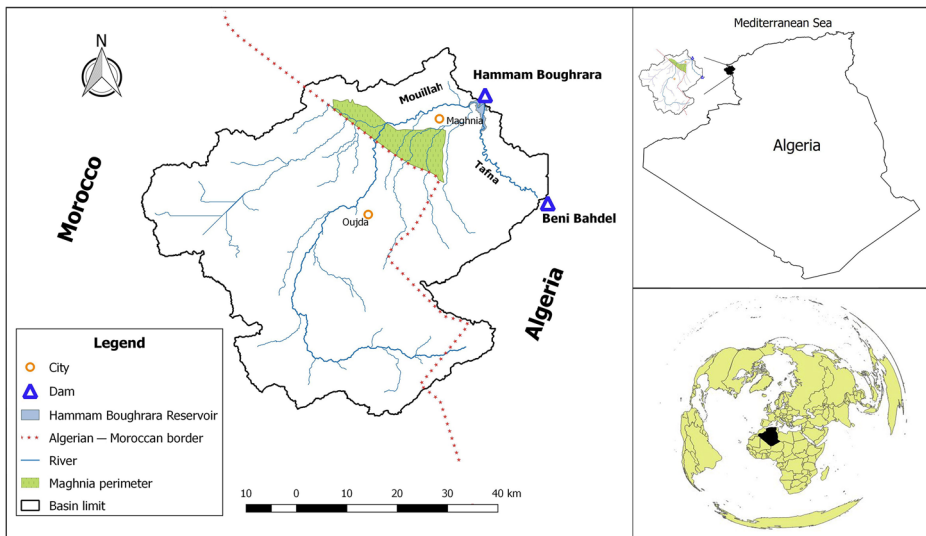 N
Hammam Boughrara
Mouillah
Maghnia
Tafna
Beni Bahdel
Oujda
Morocco
Algeria
Legend
City
Dam
Hammam Boughrara Reservoir
Algerian — Moroccan border
River
Maghnia perimeter
Basin limit
10 0 10 20 30 40 km
Mediterranean Sea
Algeria